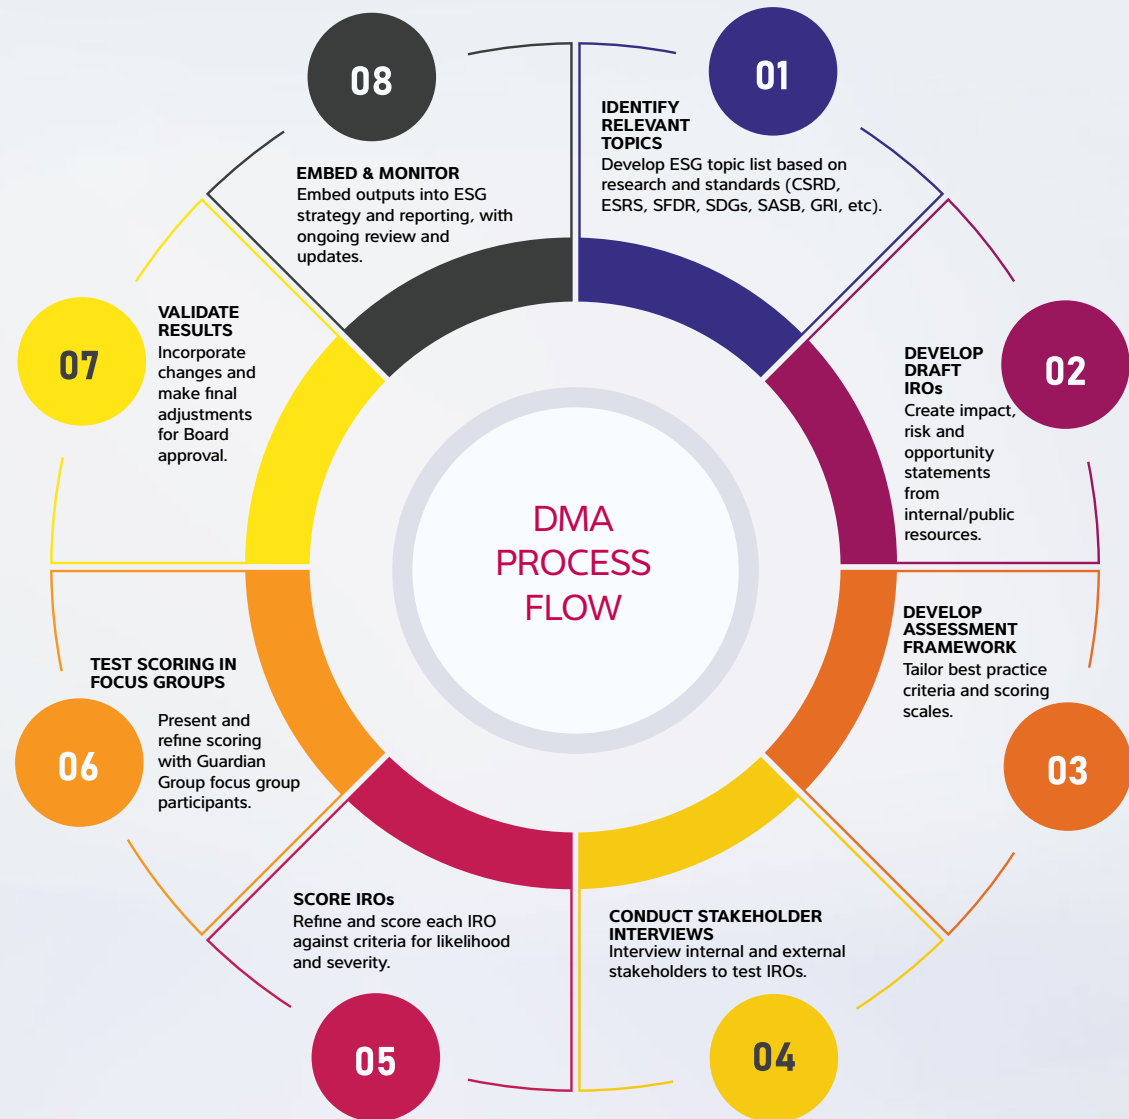 DMA
PROCESS
FLOW
01
IDENTIFY
RELEVANT
TOPICS
Develop ESG topic list based on
research and standards (CSRD,
ESRS, SFDR, SDGs, SASB, GRI, etc).
02
DEVELOP
DRAFT
IROs
Create impact,
risk and
opportunity
statements
from
internal/public
resources.
03
DEVELOP
ASSESSMENT
FRAMEWORK
Tailor best practice
criteria and scoring
scales.
04
CONDUCT STAKEHOLDER
INTERVIEWS
Interview internal and external
stakeholders to test IROs.
05
SCORE IROs
Refine and score each IRO
against criteria for likelihood
and severity.
06
TEST SCORING IN
FOCUS GROUPS
Present and
refine scoring
with Guardian
Group focus group
participants.
07
VALIDATE
RESULTS
Incorporate
changes and
make final
adjustments
for Board
approval.
08
EMBED & MONITOR
Embed outputs into ESG
strategy and reporting, with
ongoing review and
updates.